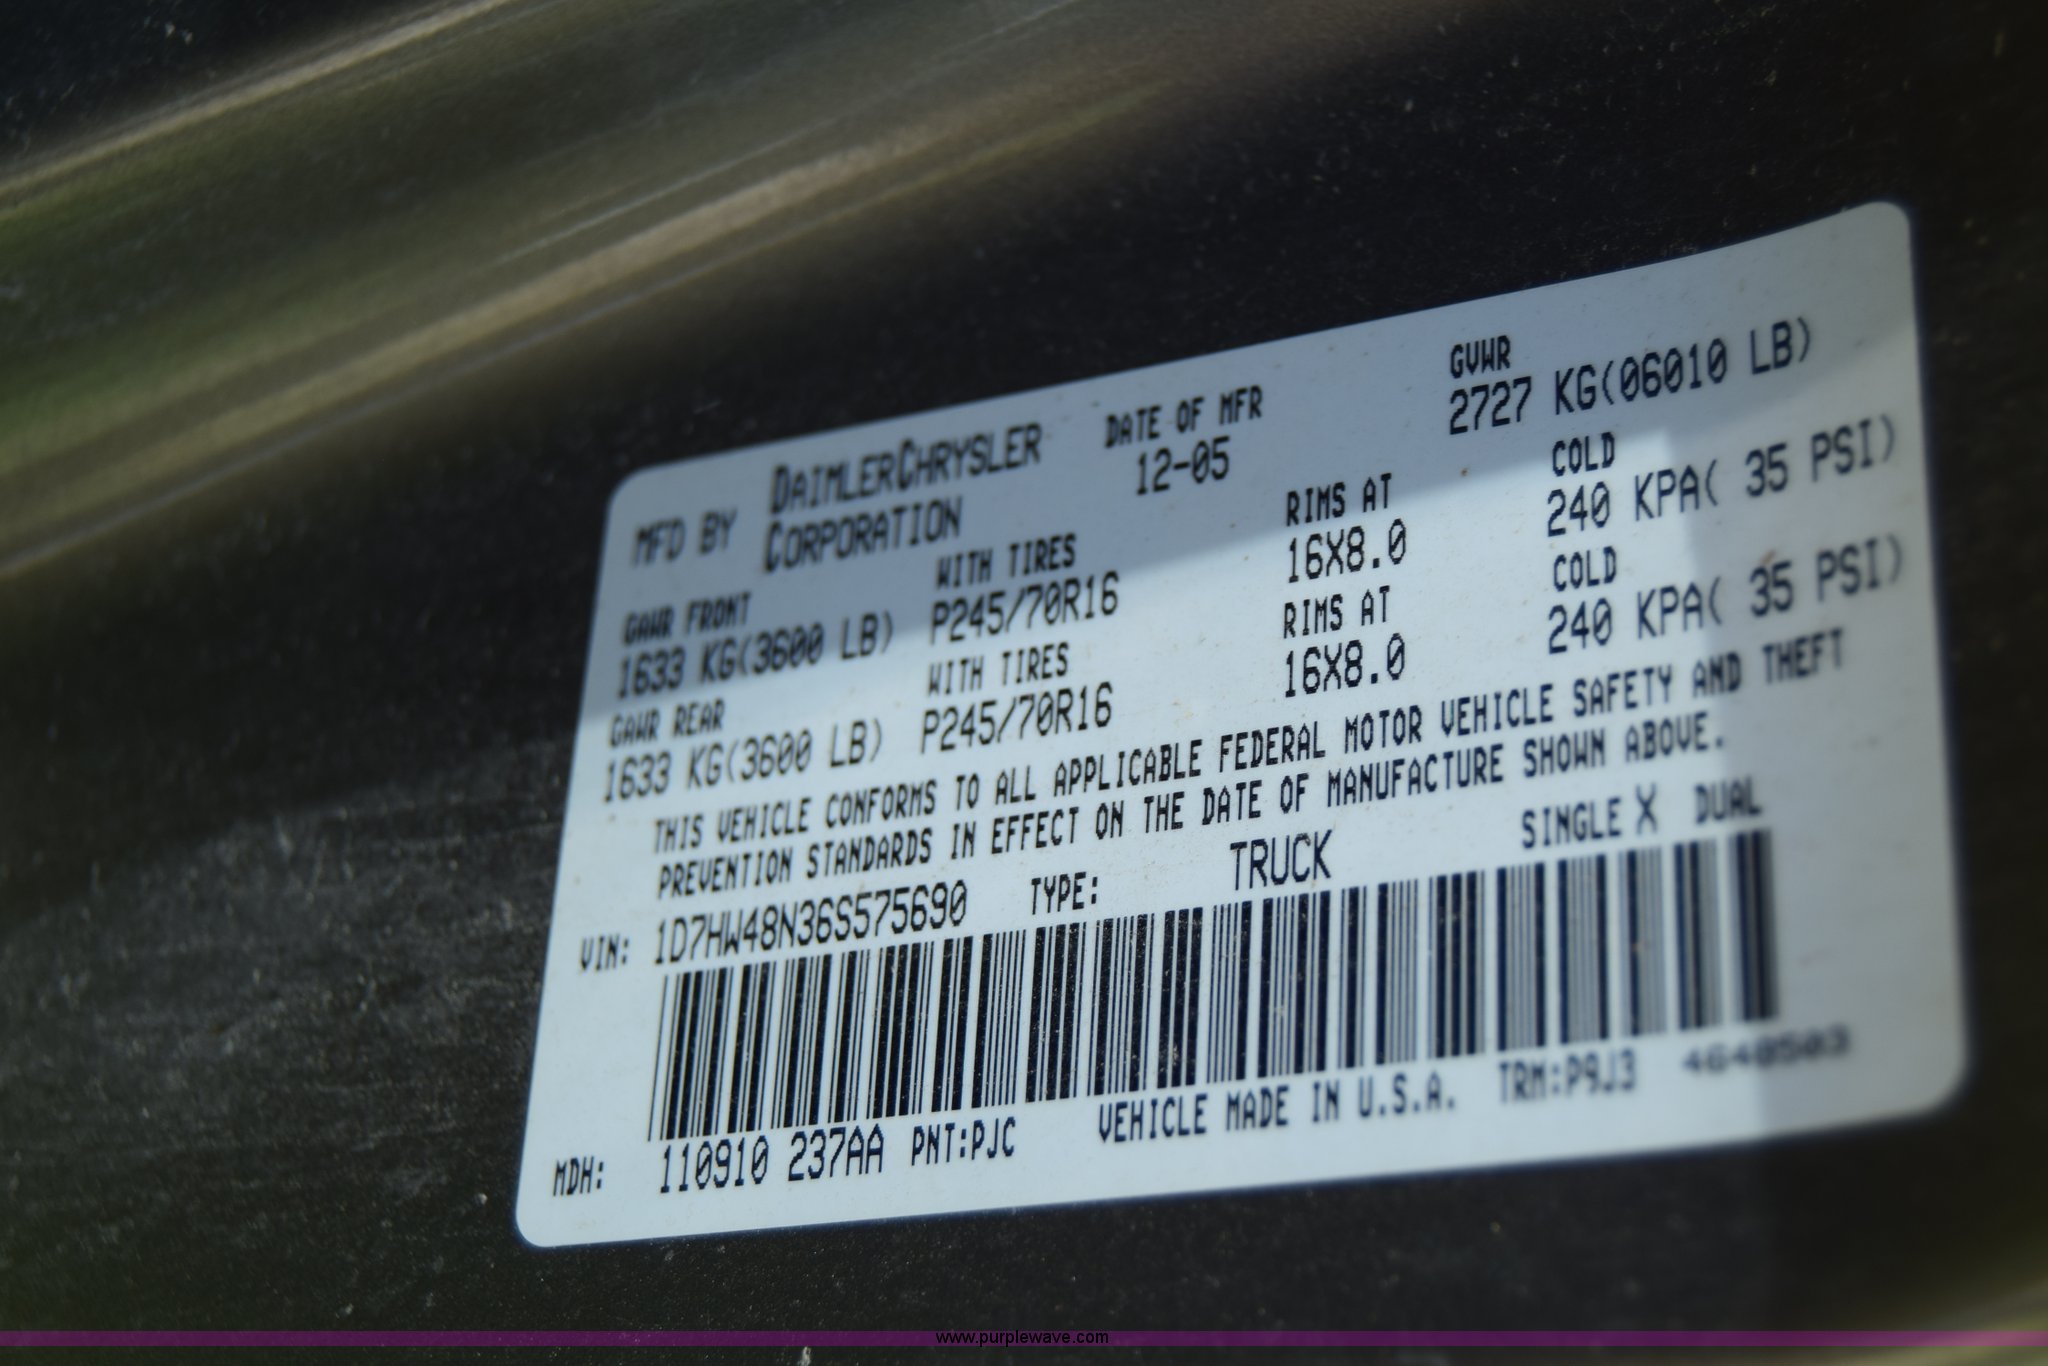 MFD BY DAIMLERCHRYSLER CORPORATION
DATE OF MFR
12-05
GVWR
2727 KG(06010 LB)
GAWR FRONT WITH TIRES RIMS AT COLD
1633 KG(3600 LB) P245/70R16 16X8.0 240 KPA( 35 PSI)
GAWR REAR WITH TIRES RIMS AT COLD
1633 KG(3600 LB) P245/70R16 16X8.0 240 KPA( 35 PSI)
THIS VEHICLE CONFORMS TO ALL APPLICABLE FEDERAL MOTOR VEHICLE SAFETY AND THEFT
PREVENTION STANDARDS IN EFFECT ON THE DATE OF MANUFACTURE SHOWN ABOVE.
VIN: 1D7HW48N36S575690 TYPE: TRUCK SINGLE X DUAL
MDH: 110910 237AA PNT:PJC VEHICLE MADE IN U.S.A. TRM:P9J3
www.purplewave.com